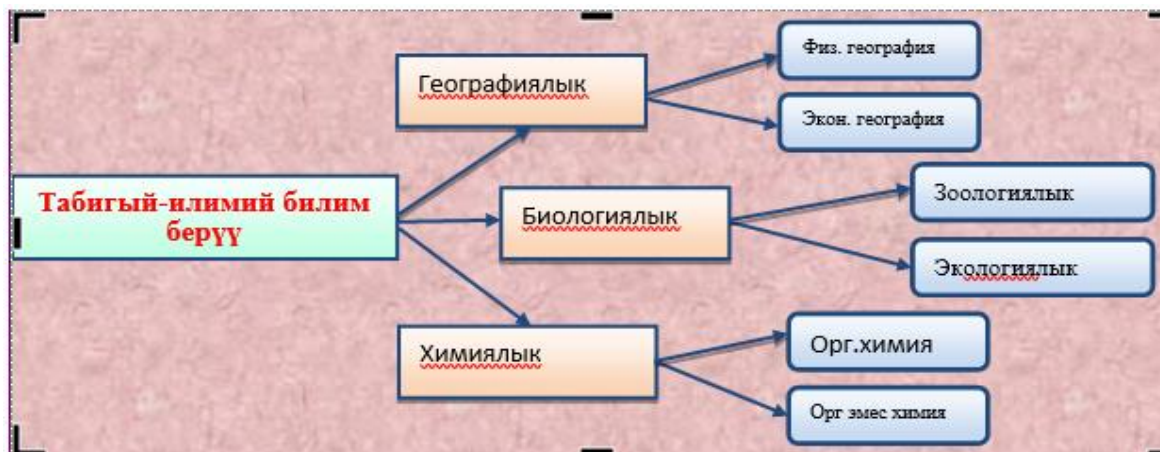 Физ. география
Географиялык
Экон. география
Табигый-илимий билим
берүү
Зоологиялык
Биологиялык
Экологиялык
Орг.химия
Химиялык
Орг эмес химия